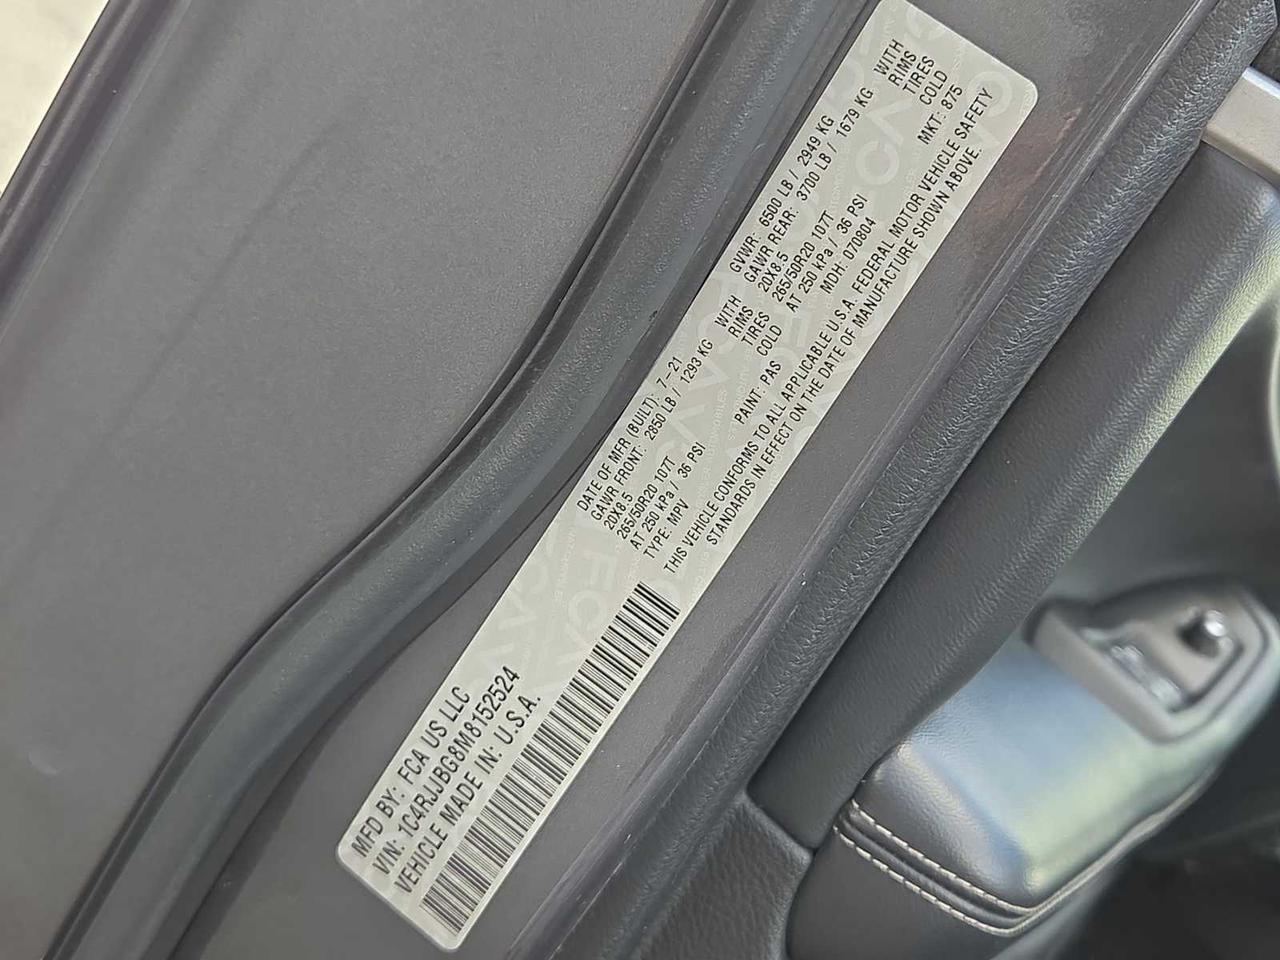 MFD BY: FCA US LLC
VIN: 1C4RJJBG8M8152524
VEHICLE MADE IN: U.S.A.
DATE OF MFR (BUILT): 7-21
GVWR: 6500 LB / 2949 KG
GAWR FRONT: 2850 LB / 1293 KG WITH
GAWR REAR: 3700 LB / 1679 KG WITH
20X8.5 RIMS
20X8.5 RIMS
265/50R20 107T TIRES
265/50R20 107T TIRES
AT 250 kPa / 36 PSI COLD
AT 250 kPa / 36 PSI COLD
TYPE: MPV PAINT: PAS MDH: 070804 MKT: 875
THIS VEHICLE CONFORMS TO ALL APPLICABLE U.S.A. FEDERAL MOTOR VEHICLE SAFETY
STANDARDS IN EFFECT ON THE DATE OF MANUFACTURE SHOWN ABOVE.